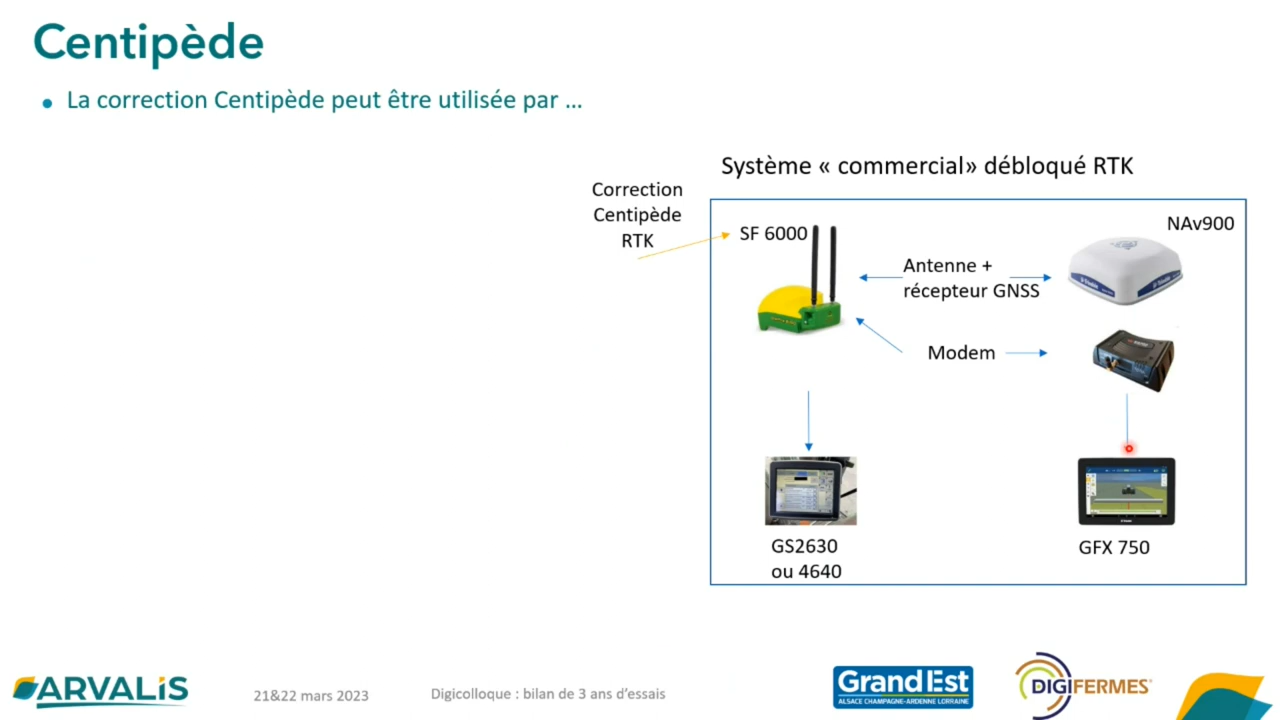 Centipède
La correction Centipède peut être utilisée par ...
Système « commercial» débloqué RTK
Correction
Centipède
RTK
SF 6000
NAv900
Antenne +
récepteur GNSS
Modem
GS2630
ou 4640
GFX 750
ARVALIS
21&22 mars 2023
Digicolloque : bilan de 3 ans d'essais
GrandEst
ALSACE CHAMPAGNE-ARDENNE LORRAINE
DIGIFERMES®